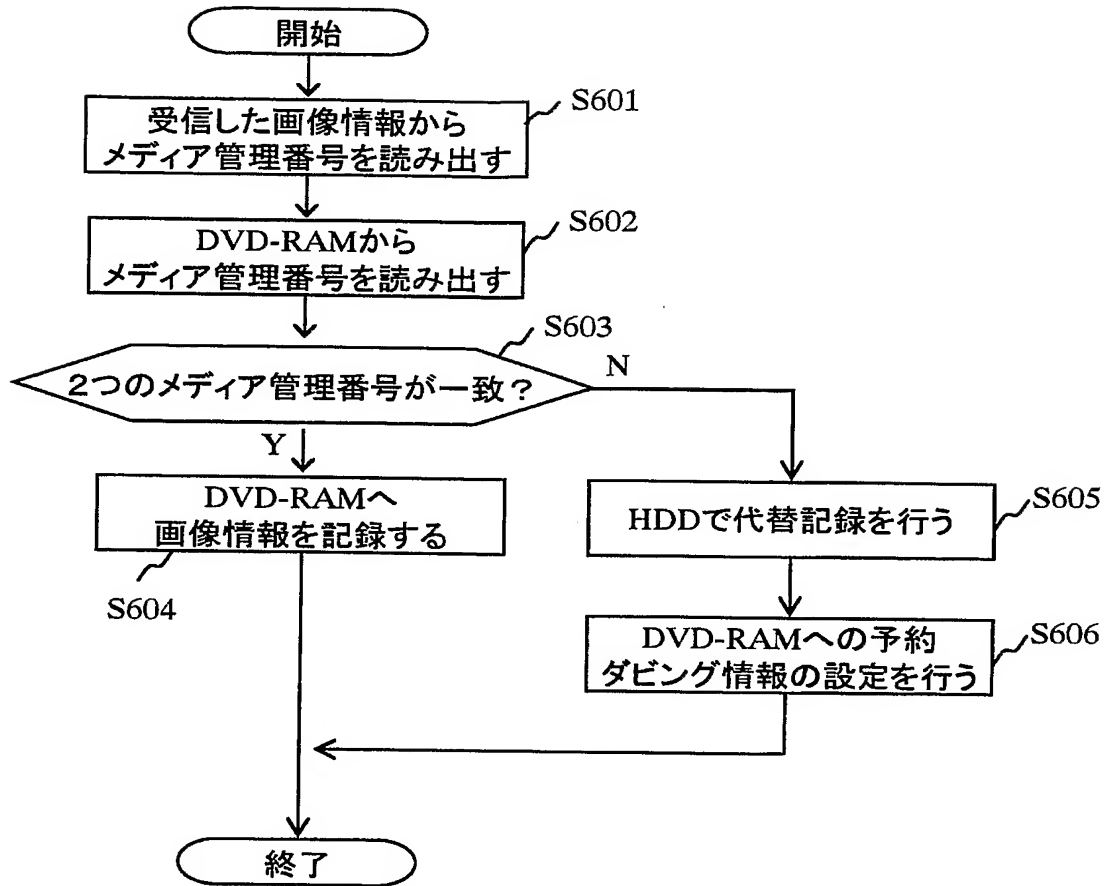 開始
S601
受信した画像情報から
メディア管理番号を読み出す
S602
DVD-RAMから
メディア管理番号を読み出す
S603
2つのメディア管理番号が一致？
N
Y
DVD-RAMへ
画像情報を記録する
S604
S605
HDDで代替記録を行う
S606
DVD-RAMへの予約
ダビング情報の設定を行う
終了